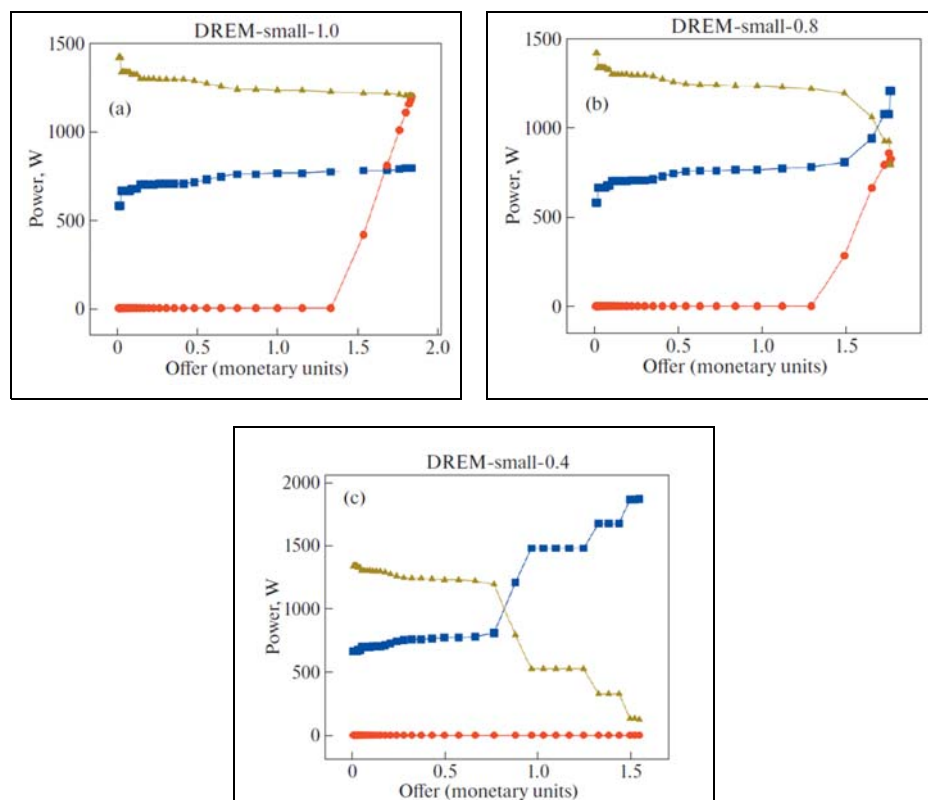 DREM-small-1.0
1500
(a)
1000
Power, W
500
0
0 0.5 1.0 1.5 2.0
Offer (monetary units)
DREM-small-0.8
1500
(b)
1000
Power, W
500
0
0 0.5 1.0 1.5
Offer (monetary units)
DREM-small-0.4
2000
(c)
1500
Power, W
1000
500
0
0 0.5 1.0 1.5
Offer (monetary units)